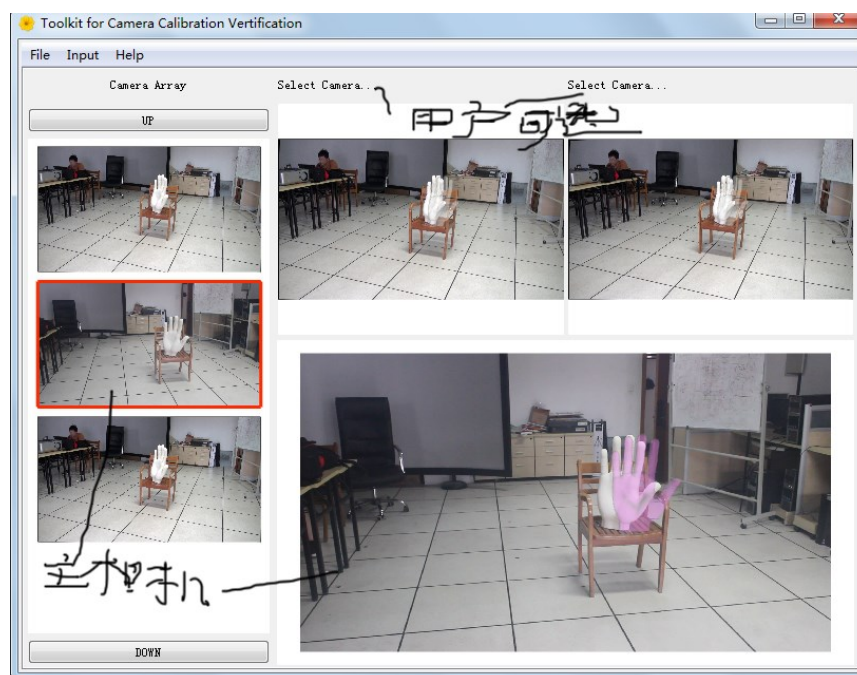 Toolkit for Camera Calibration Vertification
File Input Help
Camera Array
Select Camera...
Select Camera...
UP
用户可选
主相机
DOWN